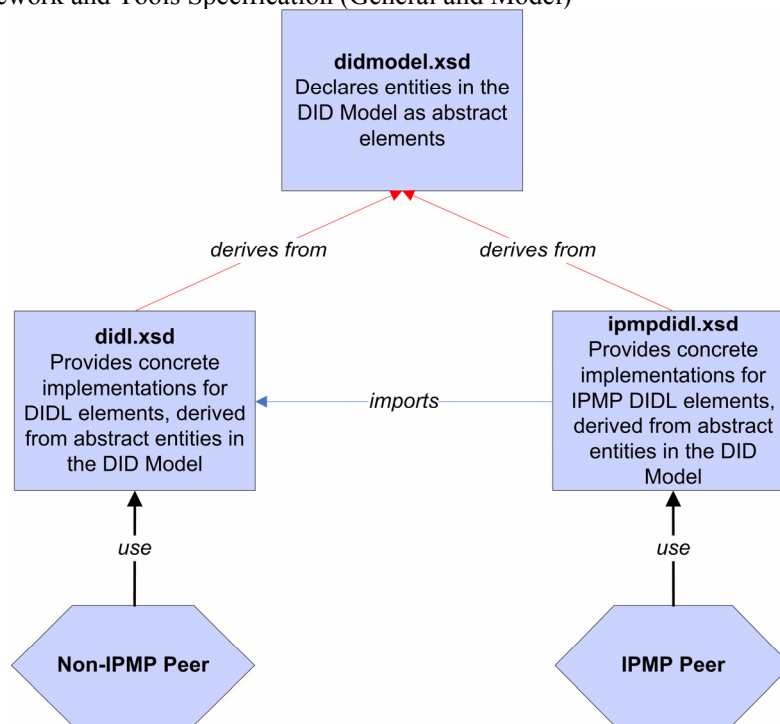 ework and Tools Specification (General and Model)
didmodel.xsd
Declares entities in the
DID Model as abstract
elements
derives from
derives from
didl.xsd
Provides concrete
implementations for
DIDL elements, derived
from abstract entities in
the DID Model
imports
ipmpdidl.xsd
Provides concrete
implementations for
IPMP DIDL elements,
derived from abstract
entities in the DID
Model
use
use
Non-IPMP Peer
IPMP Peer